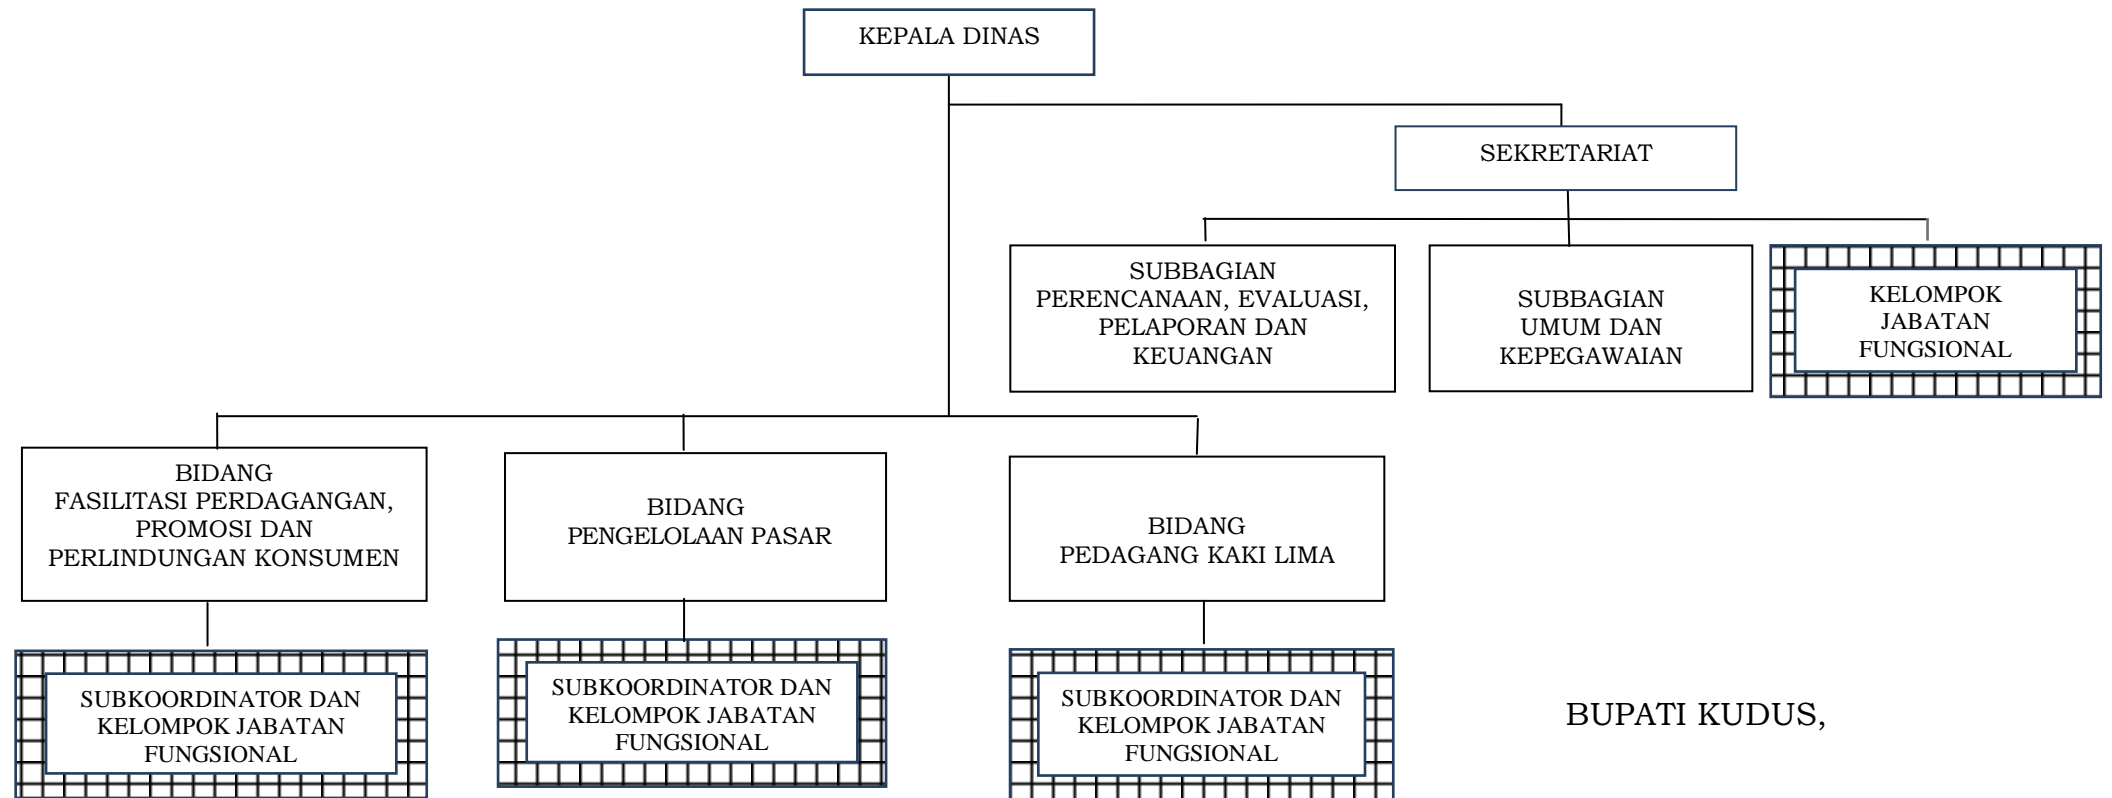 KEPALA DINAS
SEKRETARIAT
SUBBAGIAN
PERENCANAAN, EVALUASI,
PELAPORAN DAN
KEUANGAN
SUBBAGIAN
UMUM DAN
KEPEGAWAIAN
KELOMPOK
JABATAN
FUNGSIONAL
BIDANG
FASILITASI PERDAGANGAN,
PROMOSI DAN
PERLINDUNGAN KONSUMEN
BIDANG
PENGELOLAAN PASAR
BIDANG
PEDAGANG KAKI LIMA
SUBKOORDINATOR DAN
KELOMPOK JABATAN
FUNGSIONAL
SUBKOORDINATOR DAN
KELOMPOK JABATAN
FUNGSIONAL
SUBKOORDINATOR DAN
KELOMPOK JABATAN
FUNGSIONAL
BUPATI KUDUS,